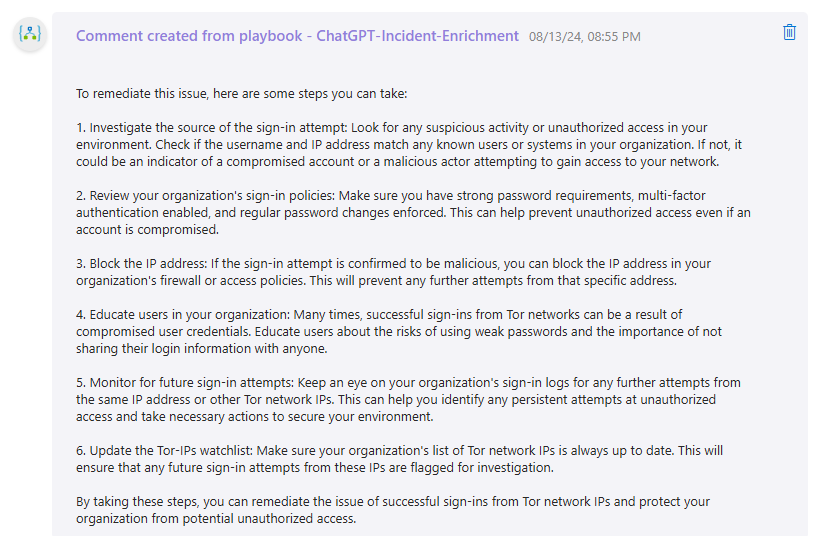 Comment created from playbook - ChatGPT-Incident-Enrichment 08/13/24, 08:55 PM
To remediate this issue, here are some steps you can take:
1. Investigate the source of the sign-in attempt: Look for any suspicious activity or unauthorized access in your
environment. Check if the username and IP address match any known users or systems in your organization. If not, it
could be an indicator of a compromised account or a malicious actor attempting to gain access to your network.
2. Review your organization's sign-in policies: Make sure you have strong password requirements, multi-factor
authentication enabled, and regular password changes enforced. This can help prevent unauthorized access even if an
account is compromised.
3. Block the IP address: If the sign-in attempt is confirmed to be malicious, you can block the IP address in your
organization's firewall or access policies. This will prevent any further attempts from that specific address.
4. Educate users in your organization: Many times, successful sign-ins from Tor networks can be a result of
compromised user credentials. Educate users about the risks of using weak passwords and the importance of not
sharing their login information with anyone.
5. Monitor for future sign-in attempts: Keep an eye on your organization's sign-in logs for any further attempts from
the same IP address or other Tor network IPs. This can help you identify any persistent attempts at unauthorized
access and take necessary actions to secure your environment.
6. Update the Tor-IPs watchlist: Make sure your organization's list of Tor network IPs is always up to date. This will
ensure that any future sign-in attempts from these IPs are flagged for investigation.
By taking these steps, you can remediate the issue of successful sign-ins from Tor network IPs and protect your
organization from potential unauthorized access.